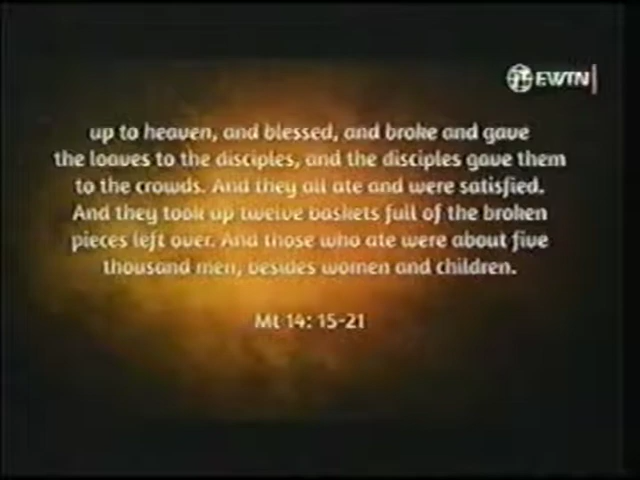 EWTN
up to heaven, and blessed, and broke and gave
the loaves to the disciples, and the disciples gave them
to the crowds. And they all ate and were satisfied.
And they took up twelve baskets full of the broken
pieces left over. And those who ate were about five
thousand men, besides women and children.
Mt 14: 15-21